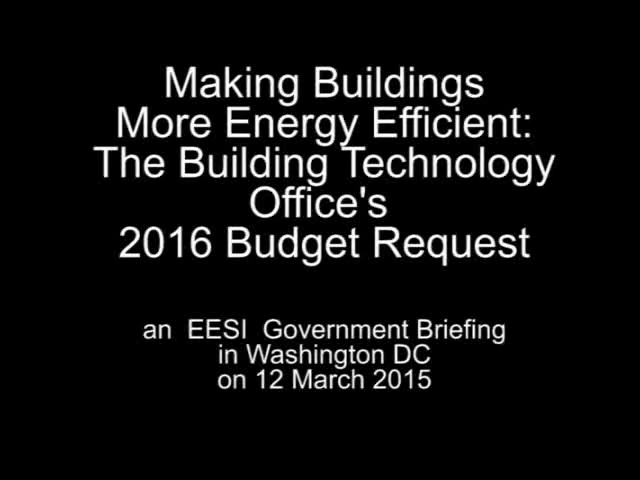 Making Buildings
More Energy Efficient:
The Building Technology
Office's
2016 Budget Request
an EESI Government Briefing
in Washington DC
on 12 March 2015